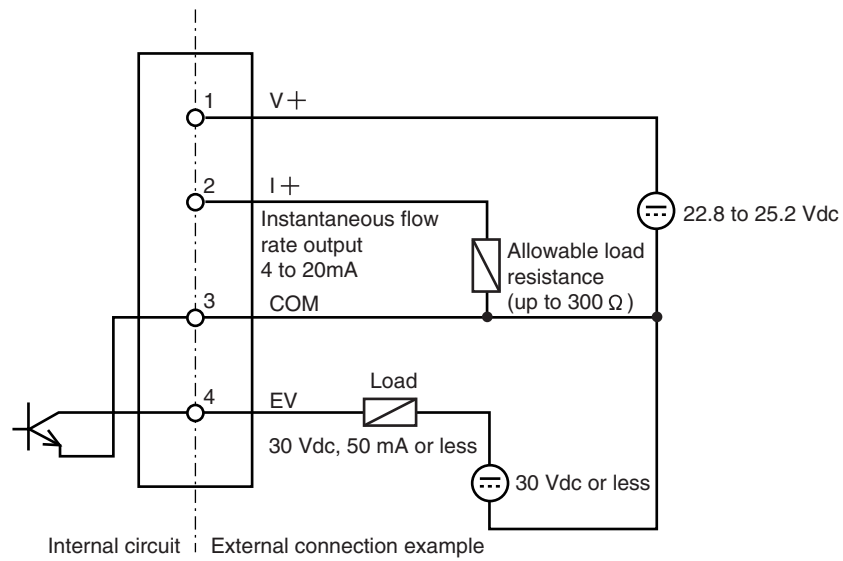 1
V+
22.8 to 25.2 Vdc
2
I+
Instantaneous flow
rate output
4 to 20mA
Allowable load
resistance
(up to 300 Ω)
3
COM
4
EV
Load
30 Vdc, 50 mA or less
30 Vdc or less
Internal circuit
External connection example